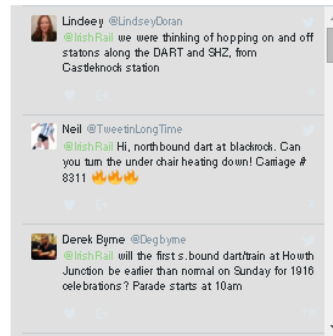 Lindeey @LindseyDoran
@IrishRail we were thinking of hopping on and off
statons along the DART and SHZ, from
Castleknock station
Neil @TweetinLongTime
@IrishRail Hi, northbound dart at blackrock. Can
you turn the under chair heating down! Carriage #
8311 🔥🔥🔥
Derek Byrne @Degbyrne
@IrishRail will the first s.bound dart/train at Howth
Junction be earlier than normal on Sunday for 1916
celebrations? Parade starts at 10am